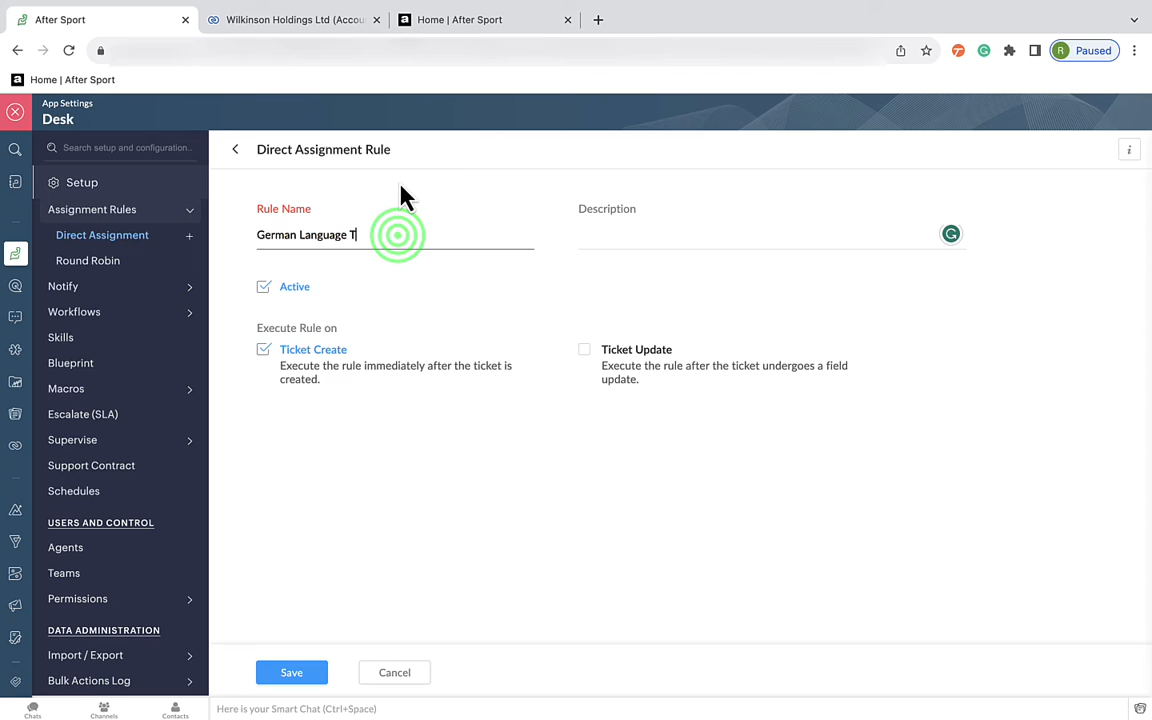 After Sport
Wilkinson Holdings Ltd (Accou
Home | After Sport
R Paused
Home | After Sport
App Settings
Desk
Search setup and configuration..
Setup
Assignment Rules
Direct Assignment
Round Robin
Notify
Workflows
Skills
Blueprint
Macros
Escalate (SLA)
Supervise
Support Contract
Schedules
USERS AND CONTROL
Agents
Teams
Permissions
DATA ADMINISTRATION
Import / Export
Bulk Actions Log
Direct Assignment Rule
Rule Name
German Language T
Description
Active
Execute Rule on
Ticket Create
Execute the rule immediately after the ticket is
created.
Ticket Update
Execute the rule after the ticket undergoes a field
update.
Save
Cancel
Chats
Channels
Contacts
Here is your Smart Chat (Ctrl+Space)